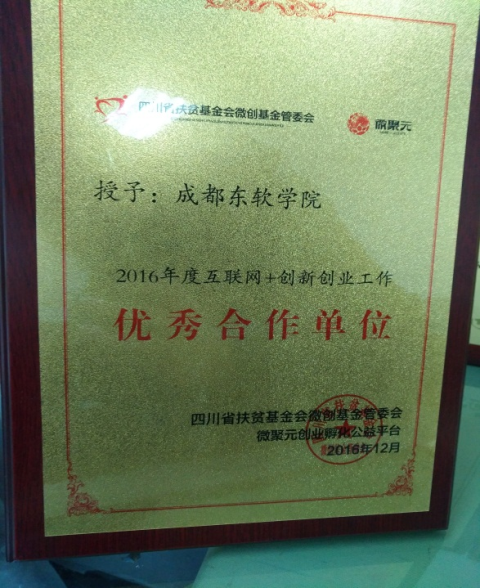 四川省扶贫基金会微创基金管委会
微聚元
授予：成都东软学院
2016年度互联网+创新创业工作
优秀合作单位
四川省扶贫基金会微创基金管委会
微聚元创业孵化公益平台
2016年12月